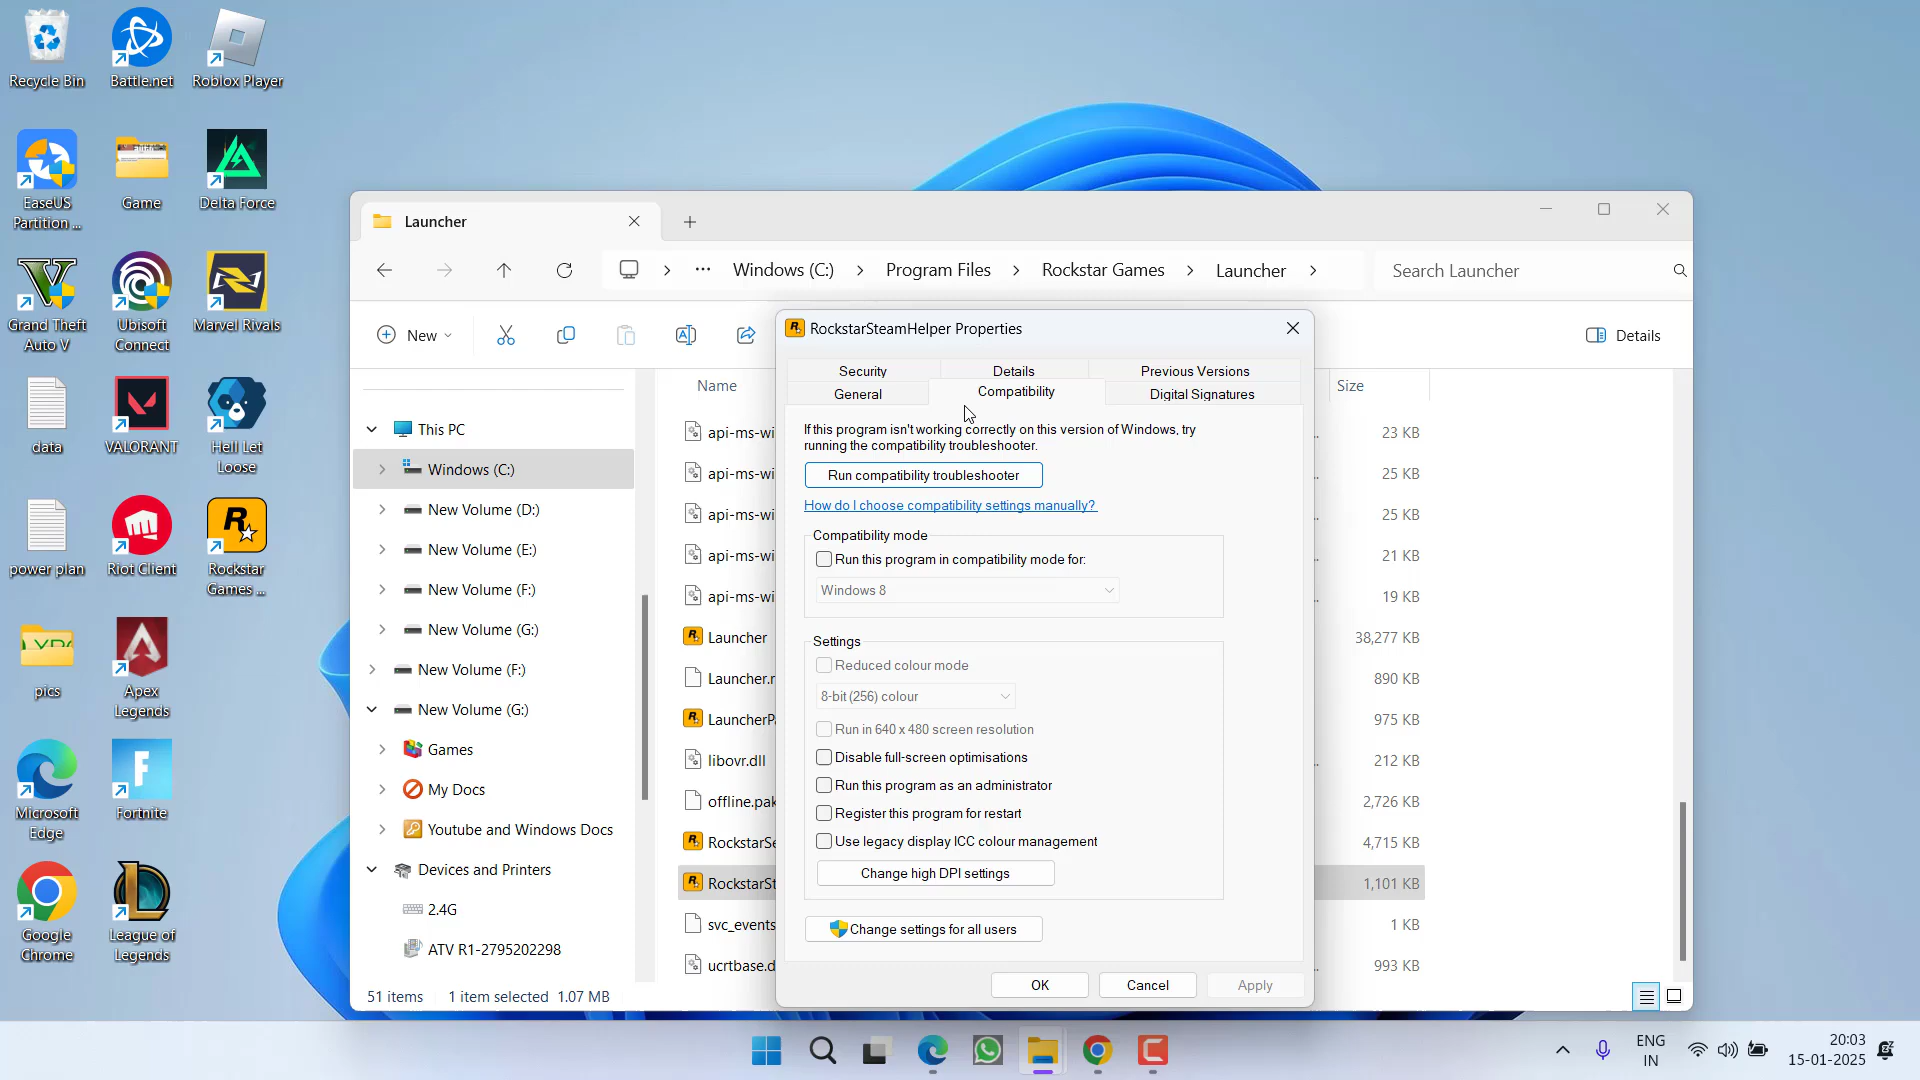 Recycle Bin
Battle.net
Roblox Player
EaseUS
Partition ...
Game
Delta Force
Grand Theft
Auto V
Ubisoft
Connect
Marvel Rivals
data
VALORANT
Hell Let
Loose
power plan
Riot Client
Rockstar
Games ...
pics
Apex
Legends
Microsoft
Edge
Fortnite
Google
Chrome
League of
Legends
Launcher
... Windows (C:) Program Files Rockstar Games Launcher
Search Launcher
New
Details
This PC
Windows (C:)
New Volume (D:)
New Volume (E:)
New Volume (F:)
New Volume (G:)
New Volume (F:)
New Volume (G:)
Games
My Docs
Youtube and Windows Docs
Devices and Printers
2.4G
ATV R1-2795202298
Name
Size
api-ms-wi
23 KB
api-ms-wi
25 KB
api-ms-wi
25 KB
api-ms-wi
21 KB
api-ms-wi
19 KB
Launcher
38,277 KB
Launcher.r
890 KB
LauncherPa
975 KB
libovr.dll
212 KB
offline.pak
2,726 KB
RockstarSe
4,715 KB
RockstarSt
1,101 KB
svc_events
1 KB
ucrtbase.d
993 KB
51 items
1 item selected 1.07 MB
RockstarSteamHelper Properties
Security
Details
Previous Versions
General
Compatibility
Digital Signatures
If this program isn't working correctly on this version of Windows, try
running the compatibility troubleshooter.
Run compatibility troubleshooter
How do I choose compatibility settings manually?
Compatibility mode
Run this program in compatibility mode for:
Windows 8
Settings
Reduced colour mode
8-bit (256) colour
Run in 640 x 480 screen resolution
Disable full-screen optimisations
Run this program as an administrator
Register this program for restart
Use legacy display ICC colour management
Change high DPI settings
Change settings for all users
OK
Cancel
Apply
ENG
IN
20:03
15-01-2025